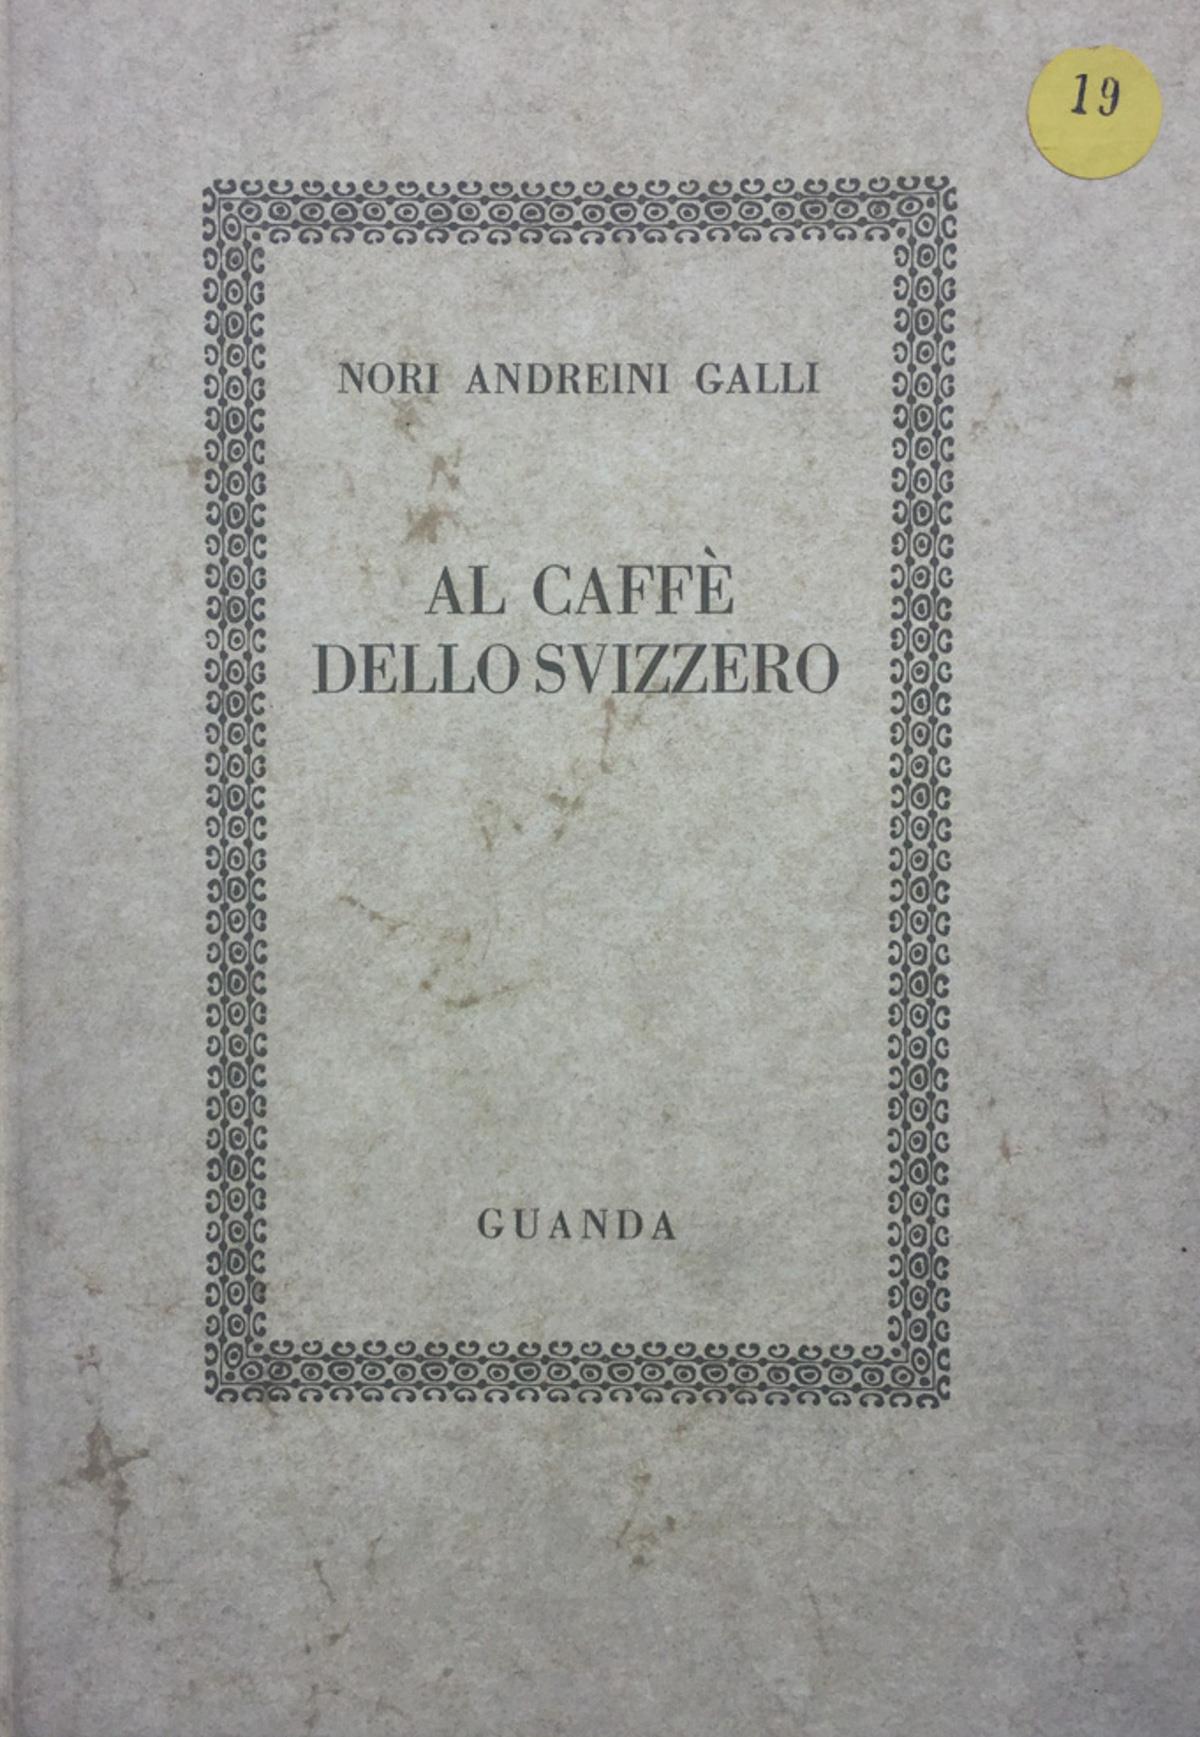 19
NORI ANDREINI GALLI
AL CAFFÈ
DELLO SVIZZERO
GUANDA